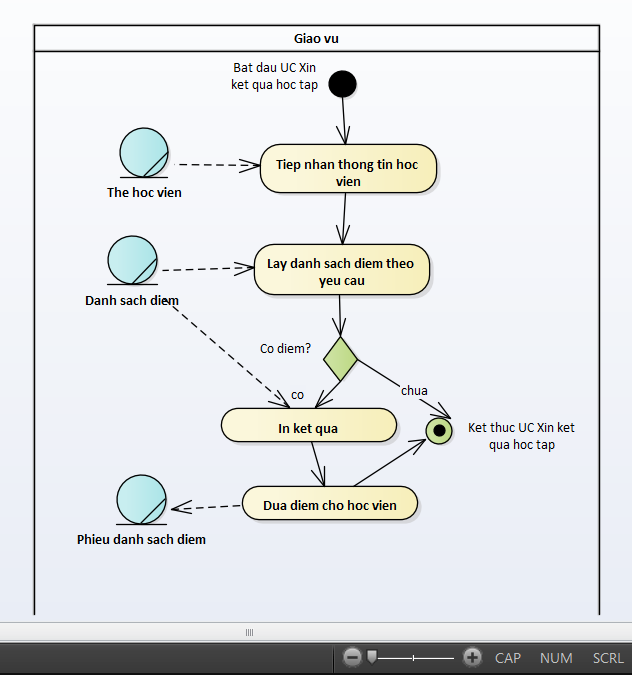 Giao vu
Bat dau UC Xin
ket qua hoc tap
Tiep nhan thong tin hoc
vien
The hoc vien
Lay danh sach diem theo
yeu cau
Danh sach diem
Co diem?
co
chua
In ket qua
Ket thuc UC Xin ket
qua hoc tap
Dua diem cho hoc vien
Phieu danh sach diem
CAP NUM SCRL